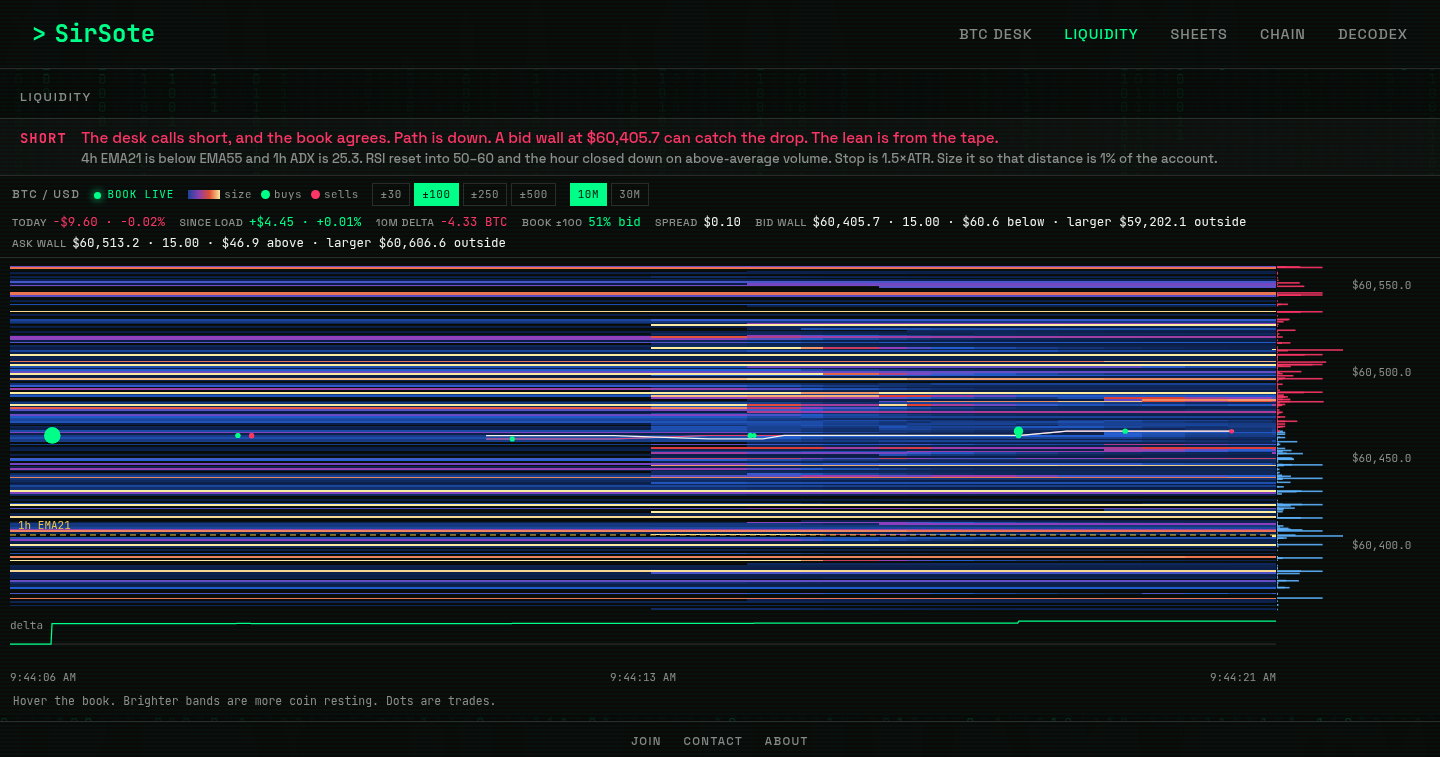 > SirSote
BTC DESK LIQUIDITY SHEETS CHAIN DECODEX
LIQUIDITY
SHORT The desk calls short, and the book agrees. Path is down. A bid wall at $60,405.7 can catch the drop. The lean is from the tape.
4h EMA21 is below EMA55 and 1h ADX is 25.3. RSI reset into 50–60 and the hour closed down on above-average volume. Stop is 1.5×ATR. Size it so that distance is 1% of the account.
BTC / USD BOOK LIVE size buys sells ±30 ±100 ±250 ±500 10M 30M
TODAY -$9.60 · -0.02% SINCE LOAD +$4.45 · +0.01% 10M DELTA -4.33 BTC BOOK ±100 51% bid SPREAD $0.10 BID WALL $60,405.7 · 15.00 · $60.6 below · larger $59,202.1 outside
ASK WALL $60,513.2 · 15.00 · $46.9 above · larger $60,606.6 outside
$60,550.0
$60,500.0
$60,450.0
1h EMA21
$60,400.0
delta
9:44:06 AM 9:44:13 AM 9:44:21 AM
Hover the book. Brighter bands are more coin resting. Dots are trades.
JOIN CONTACT ABOUT